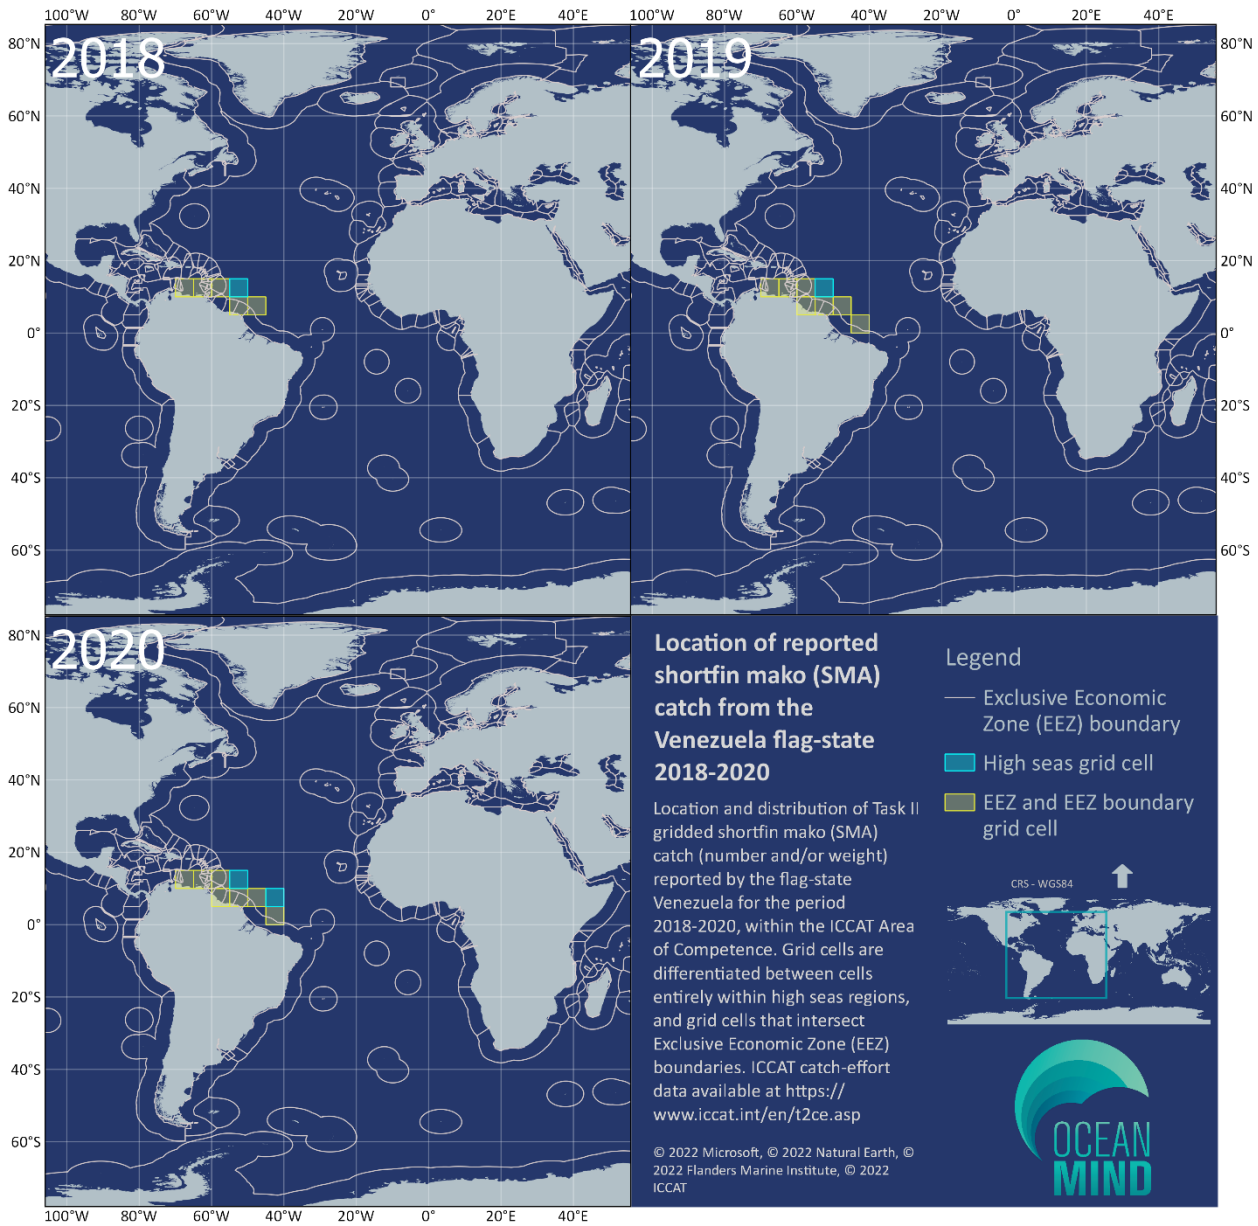 100°W 80°W 60°W 40°W 20°W 0° 20°E 40°E
100°W 80°W 60°W 40°W 20°W 0° 20°E 40°E
2018
2019
80°N
60°N
40°N
20°N
0°
20°S
40°S
60°S
80°N
60°N
40°N
20°N
0°
20°S
40°S
60°S
2020
80°N
60°N
40°N
20°N
0°
20°S
40°S
60°S
100°W 80°W 60°W 40°W 20°W 0° 20°E 40°E
Location of reported
shortfin mako (SMA)
catch from the
Venezuela flag-state
2018-2020
Location and distribution of Task II
gridded shortfin mako (SMA)
catch (number and/or weight)
reported by the flag-state
Venezuela for the period
2018-2020, within the ICCAT Area
of Competence. Grid cells are
differentiated between cells
entirely within high seas regions,
and grid cells that intersect
Exclusive Economic Zone (EEZ)
boundaries. ICCAT catch-effort
data available at https://
www.iccat.int/en/t2ce.asp
© 2022 Microsoft, © 2022 Natural Earth, ©
2022 Flanders Marine Institute, © 2022
ICCAT
Legend
Exclusive Economic
Zone (EEZ) boundary
High seas grid cell
EEZ and EEZ boundary
grid cell
CRS - WGS84
OCEAN
MIND